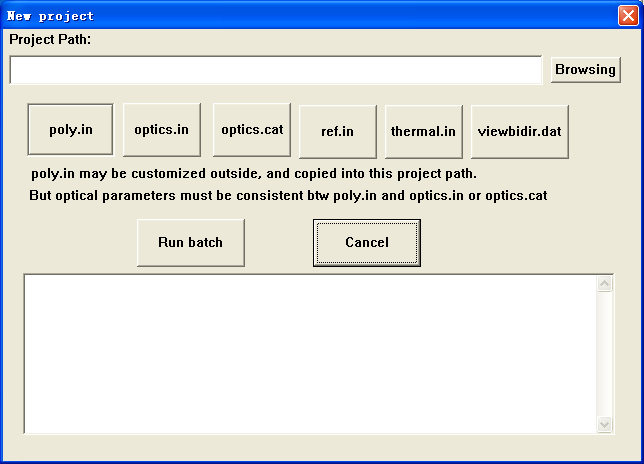 New project
Project Path:
Browsing
poly.in optics.in optics.cat ref.in thermal.in viewbidir.dat
poly.in may be customized outside, and copied into this project path.
But optical parameters must be consistent btw poly.in and optics.in or optics.cat
Run batch Cancel